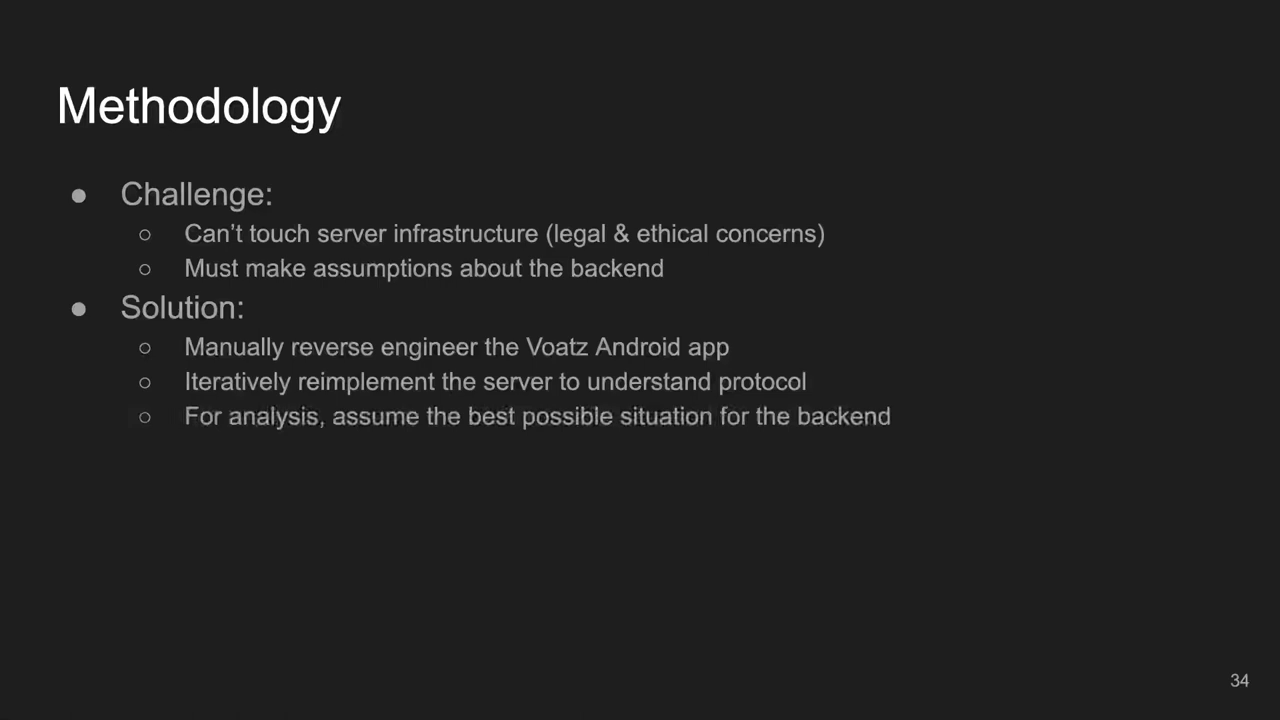 Methodology
● Challenge:
○ Can't touch server infrastructure (legal & ethical concerns)
○ Must make assumptions about the backend
● Solution:
○ Manually reverse engineer the Voatz Android app
○ Iteratively reimplement the server to understand protocol
○ For analysis, assume the best possible situation for the backend
34